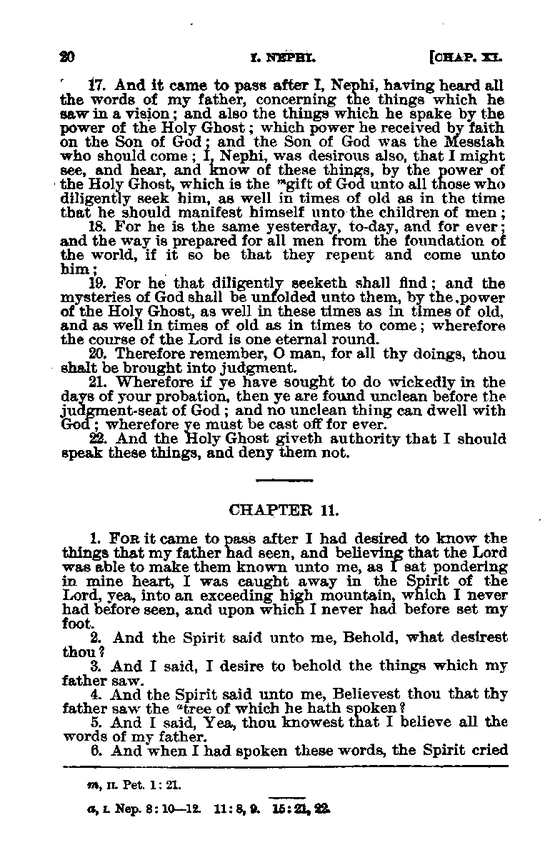 20 I. NEPHI. [CHAP. XI.
17. And it came to pass after I, Nephi, having heard all
the words of my father, concerning the things which he
saw in a vision; and also the things which he spake by the
power of the Holy Ghost; which power he received by faith
on the Son of God; and the Son of God was the Messiah
who should come; I, Nephi, was desirous also, that I might
see, and hear, and know of these things, by the power of
the Holy Ghost, which is the ᵐgift of God unto all those who
diligently seek him, as well in times of old as in the time
that he should manifest himself unto the children of men;
18. For he is the same yesterday, to-day, and for ever;
and the way is prepared for all men from the foundation of
the world, if it so be that they repent and come unto
him;
19. For he that diligently seeketh shall find; and the
mysteries of God shall be unfolded unto them, by the power
of the Holy Ghost, as well in these times as in times of old,
and as well in times of old as in times to come; wherefore
the course of the Lord is one eternal round.
20. Therefore remember, O man, for all thy doings, thou
shalt be brought into judgment.
21. Wherefore if ye have sought to do wickedly in the
days of your probation, then ye are found unclean before the
judgment-seat of God; and no unclean thing can dwell with
God; wherefore ye must be cast off for ever.
22. And the Holy Ghost giveth authority that I should
speak these things, and deny them not.
CHAPTER 11.
1. FOR it came to pass after I had desired to know the
things that my father had seen, and believing that the Lord
was able to make them known unto me, as I sat pondering
in mine heart, I was caught away in the Spirit of the
Lord, yea, into an exceeding high mountain, which I never
had before seen, and upon which I never had before set my
foot.
2. And the Spirit said unto me, Behold, what desirest
thou?
3. And I said, I desire to behold the things which my
father saw.
4. And the Spirit said unto me, Believest thou that thy
father saw the ᵃtree of which he hath spoken?
5. And I said, Yea, thou knowest that I believe all the
words of my father.
6. And when I had spoken these words, the Spirit cried
m, II. Pet. 1: 21.
a, I. Nep. 8: 10—12. 11: 8, 9. 15: 21, 22.